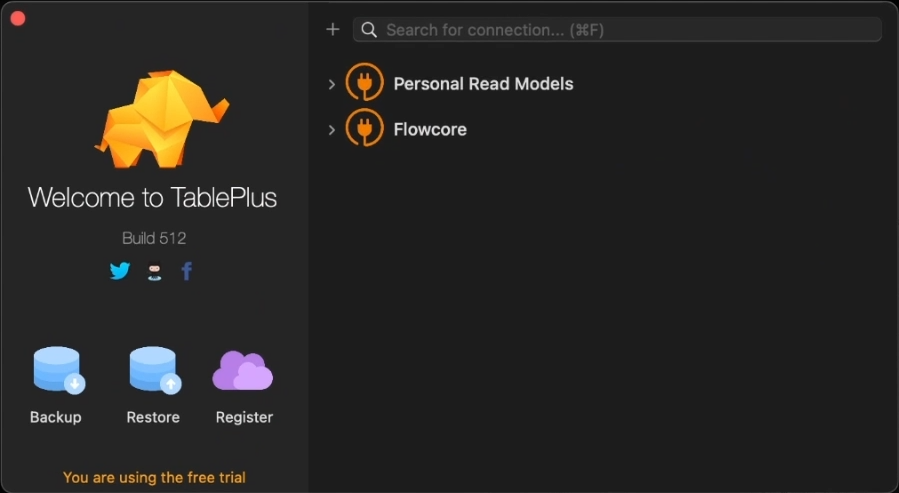 Search for connection... (⌘F)
Personal Read Models
Flowcore
Welcome to TablePlus
Build 512
Backup
Restore
Register
You are using the free trial